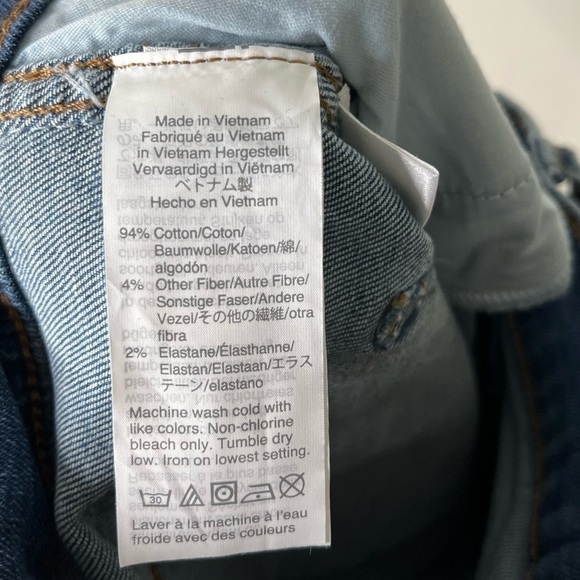 Made in Vietnam
Fabriqué au Vietnam
in Vietnam Hergestellt
Vervaardigd in Viëtnam
ベトナム製
Hecho en Vietnam
94% Cotton/Coton/
Baumwolle/Katoen/綿/
algodón
4% Other Fiber/Autre Fibre/
Sonstige Faser/Andere
Vezel/その他の繊維/otra
fibra
2% Elastane/Élasthanne/
Elastan/Elastaan/エラス
テーン/elastano
Machine wash cold with
like colors. Non-chlorine
bleach only. Tumble dry
low. Iron on lowest setting.
30
Laver à la machine à l'eau
froide avec des couleurs